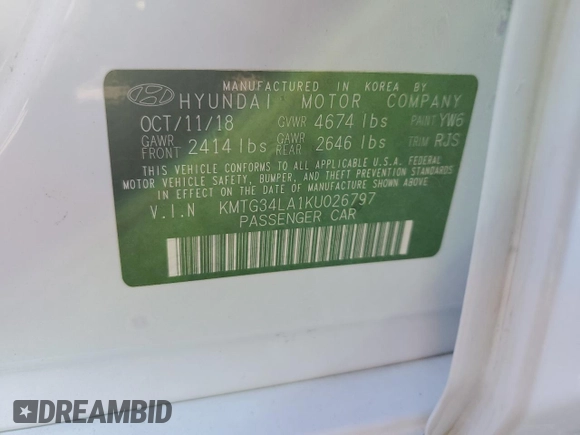 MANUFACTURED IN KOREA BY
HYUNDAI MOTOR COMPANY
OCT/11/18 GVWR 4674 lbs PAINT YW6
GAWR FRONT 2414 lbs GAWR REAR 2646 lbs TRIM RJS
THIS VEHICLE CONFORMS TO ALL APPLICABLE U.S.A. FEDERAL
MOTOR VEHICLE SAFETY, BUMPER, AND THEFT PREVENTION STANDARDS
IN EFFECT ON THE DATE OF MANUFACTURE SHOWN ABOVE.
V.I.N KMTG34LA1KU026797
PASSENGER CAR
DREAMBID